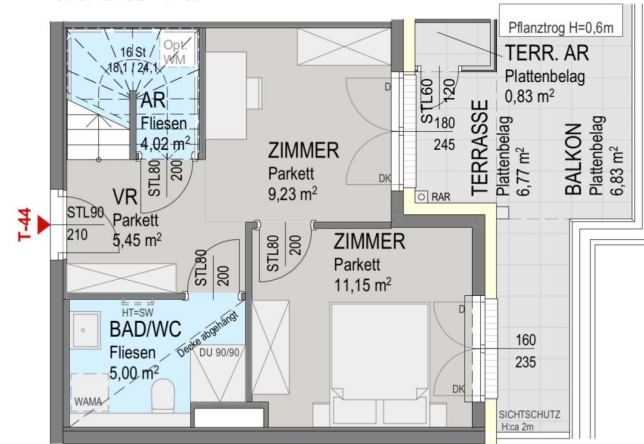 Pflanztrog H=0,6m
16 St
18,1 / 24,1
Opt.
WM
AR
Fliesen
4,02 m²
STL80
200
ZIMMER
Parkett
9,23 m²
D
DK
STL60
120
180
245
TERR. AR
Plattenbelag
0,83 m²
TERRASSE
Plattenbelag
6,77 m²
BALKON
Plattenbelag
6,83 m²
RAR
T-44
STL90
210
VR
Parkett
5,45 m²
STL80
200
STL80
200
ZIMMER
Parkett
11,15 m²
D
DK
160
235
HT=SW
BAD/WC
Fliesen
5,00 m²
Decke abgehängt
DU 90/90
WAMA
SICHTSCHUTZ
H:ca 2m